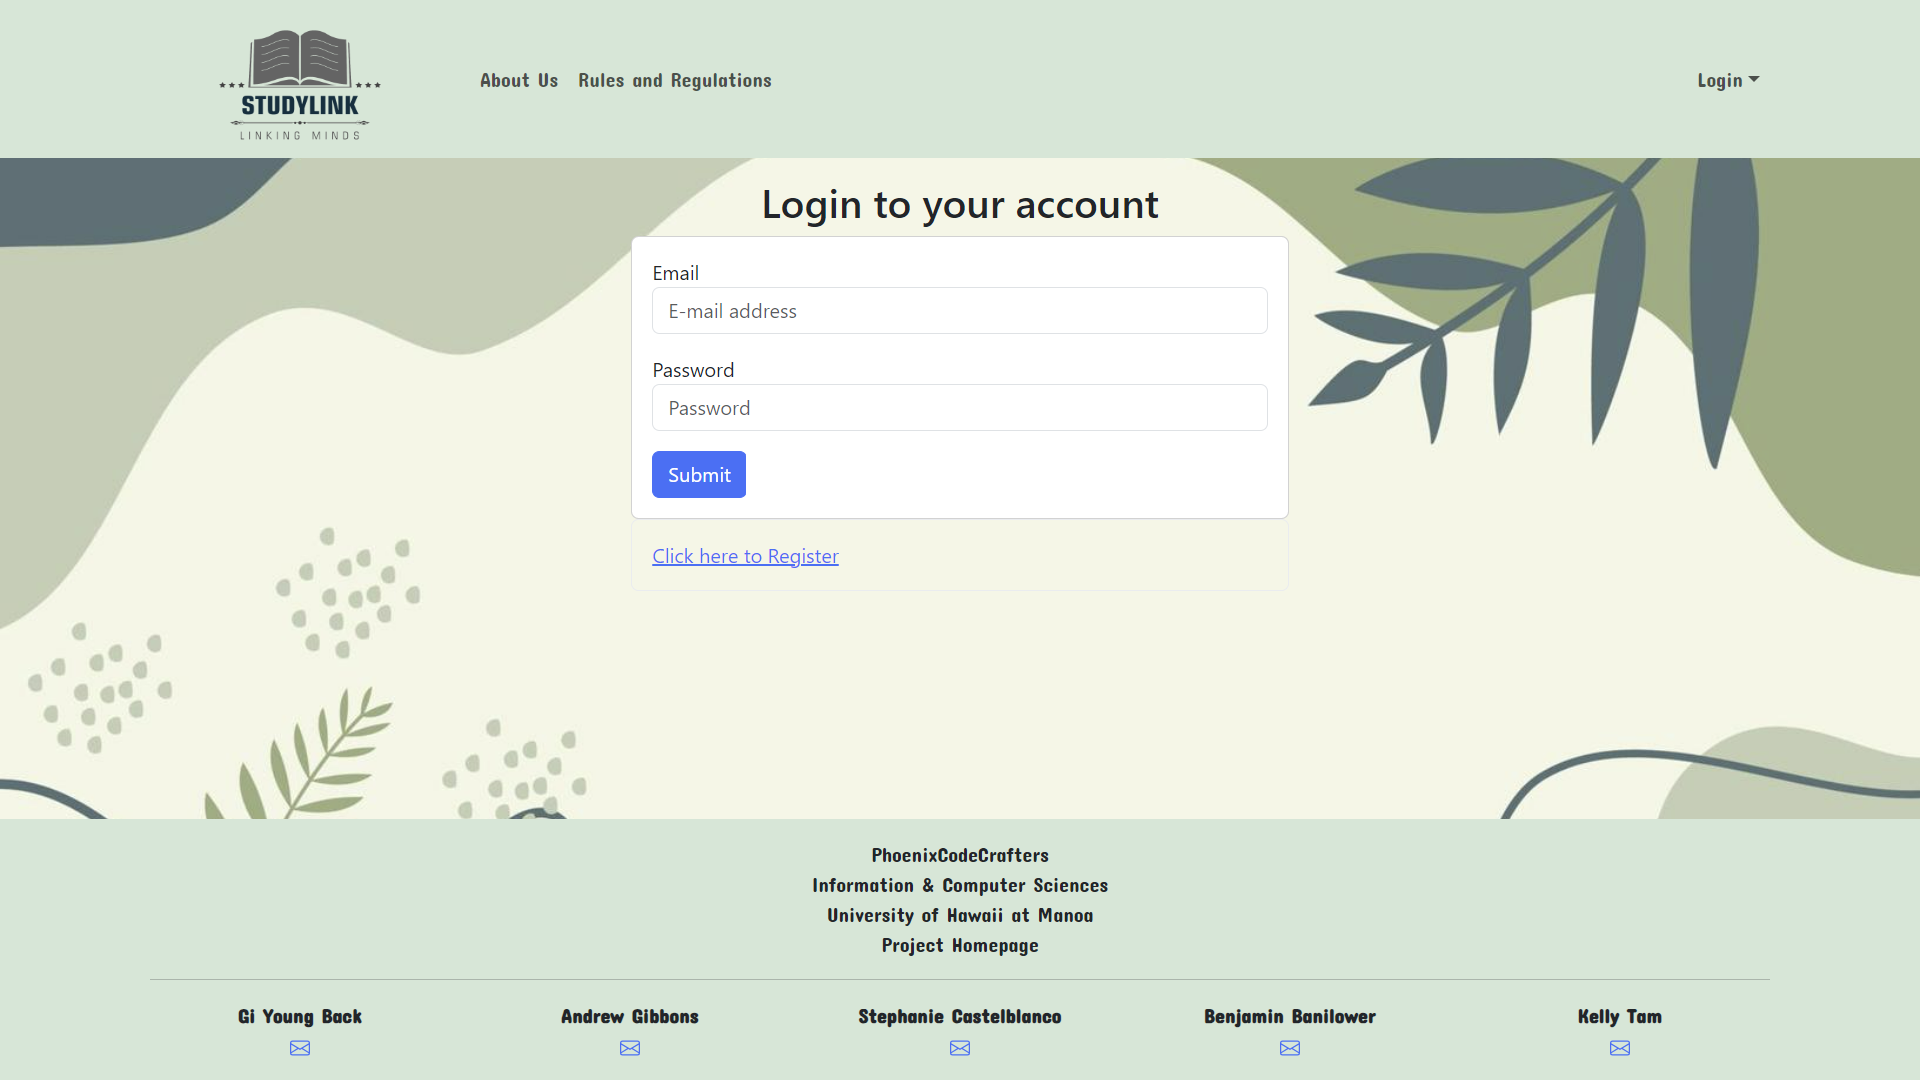 STUDYLINK
LINKING MINDS
About Us
Rules and Regulations
Login
Login to your account
Email
E-mail address
Password
Password
Submit
Click here to Register
PhoenixCodeCrafters
Information & Computer Sciences
University of Hawaii at Manoa
Project Homepage
Gi Young Back
Andrew Gibbons
Stephanie Castelblanco
Benjamin Banilower
Kelly Tam